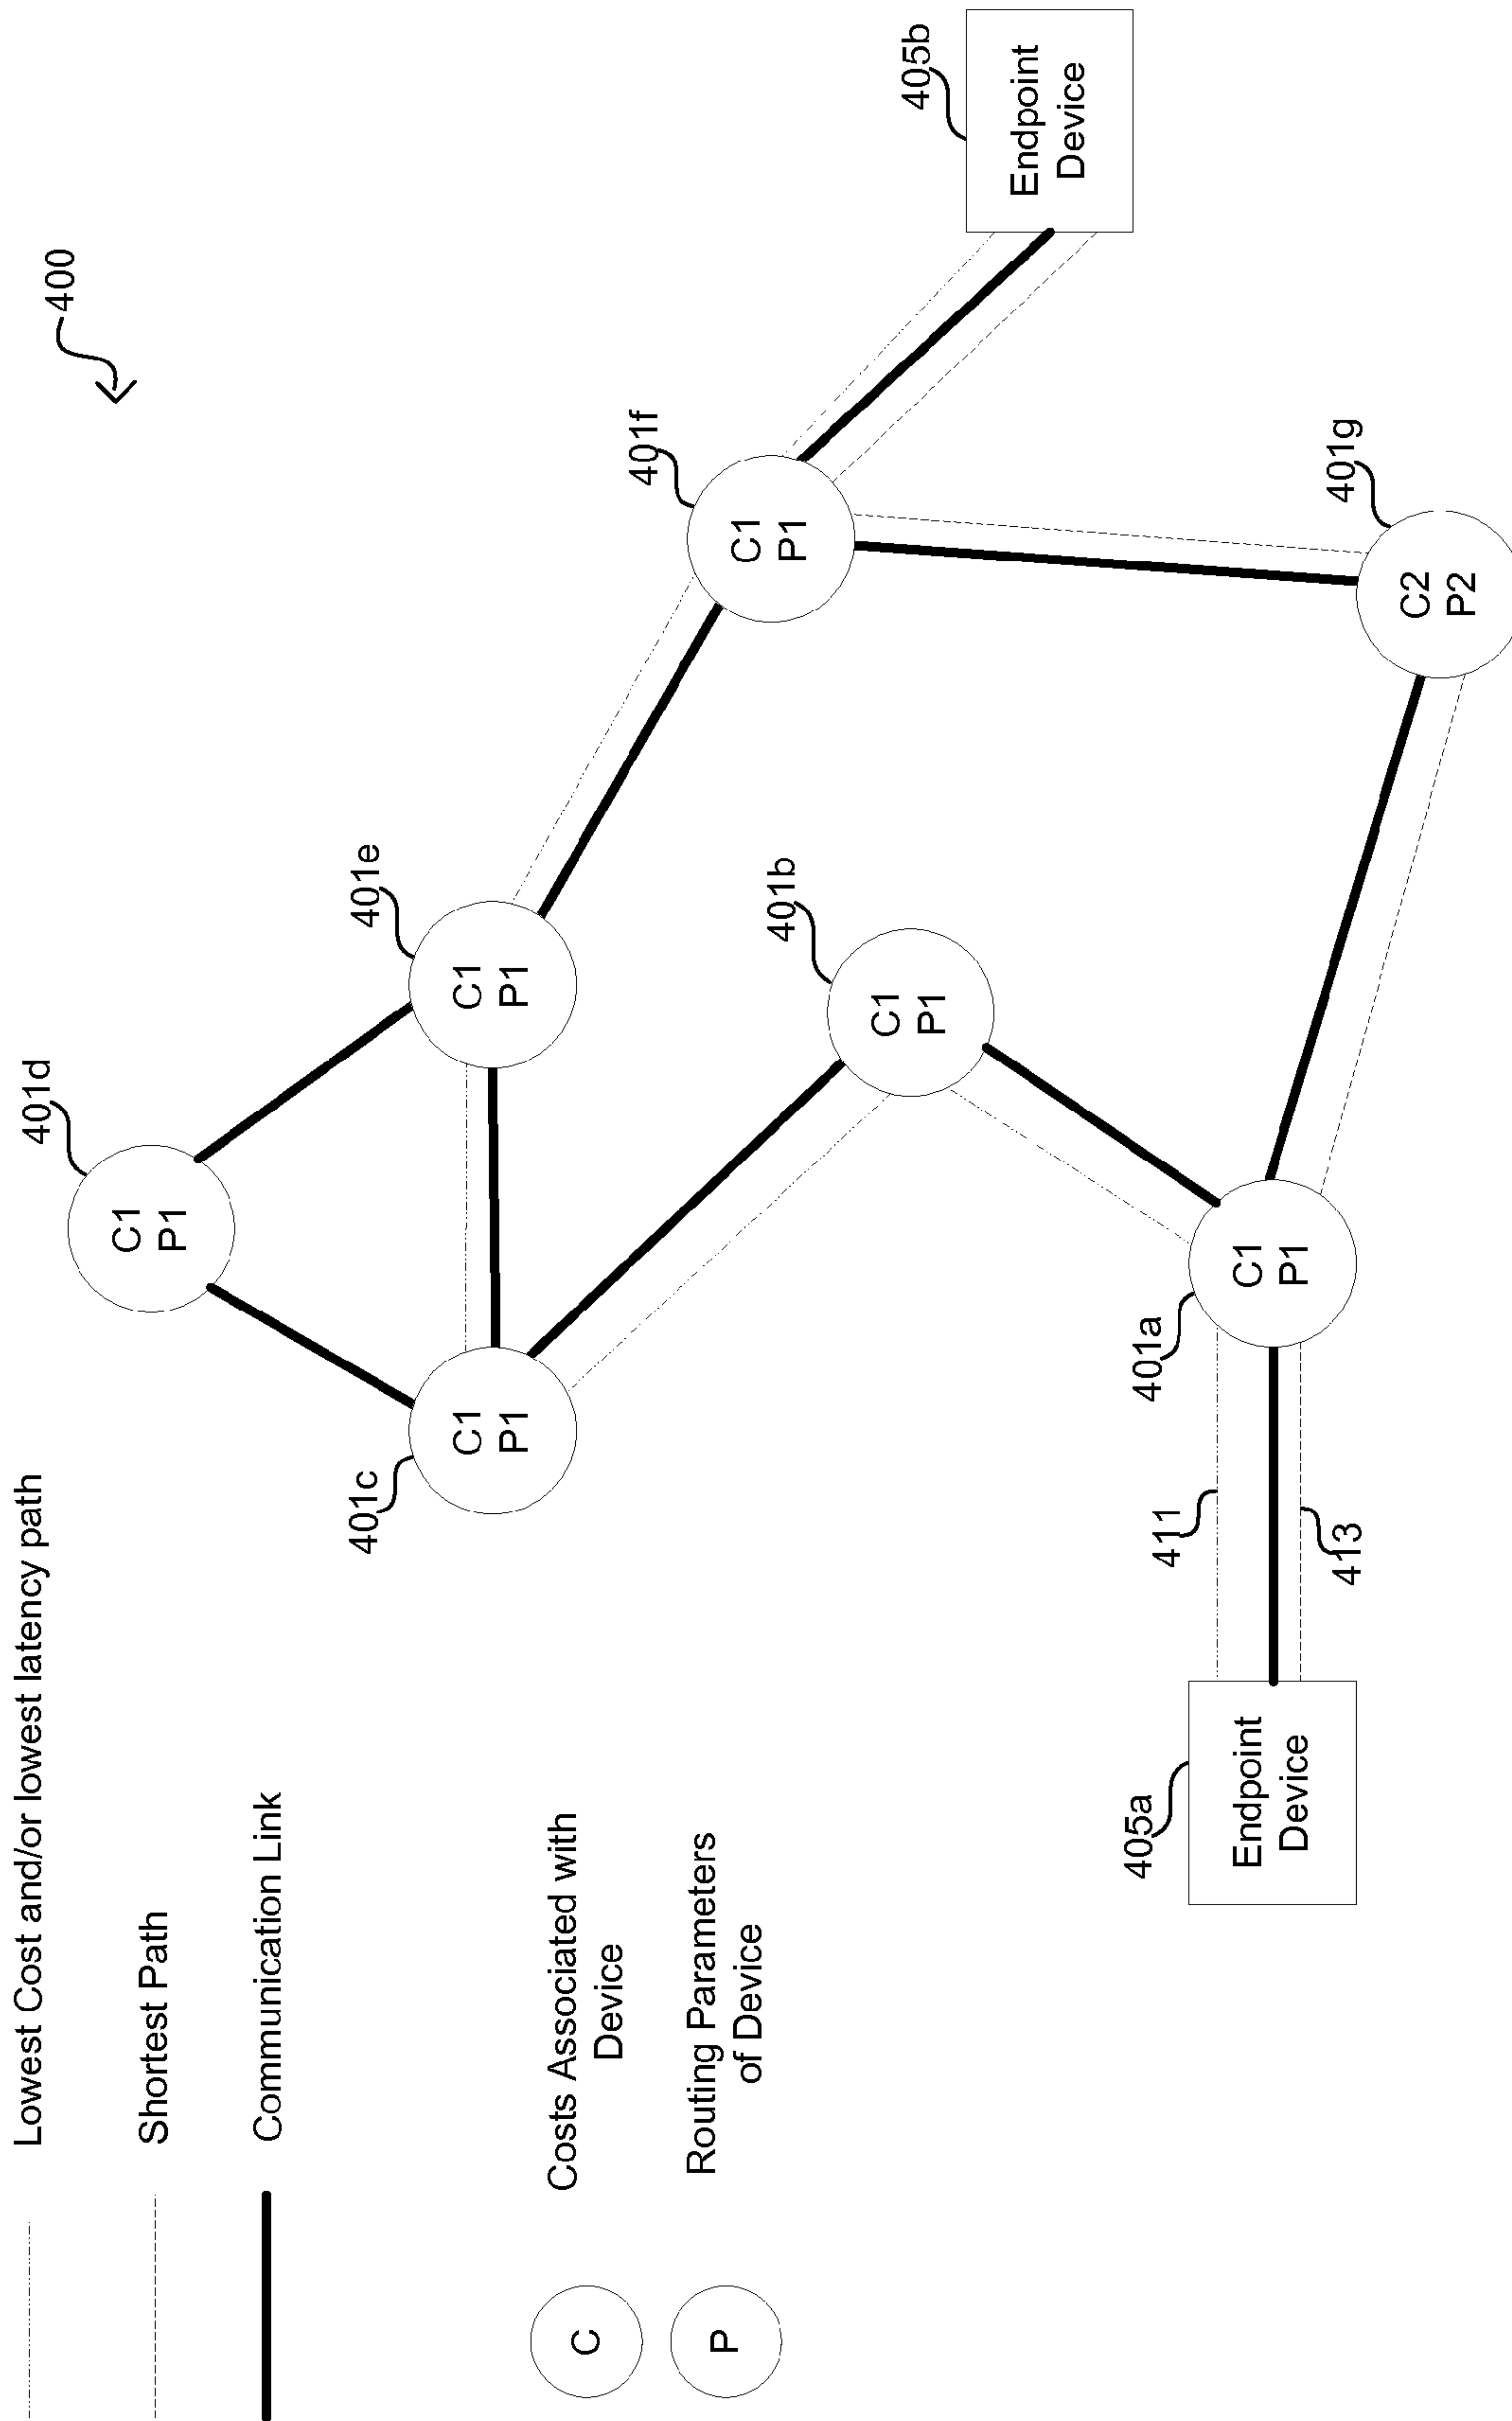 Lowest Cost and/or lowest latency path
Shortest Path
Communication Link
C
Costs Associated with
Device
P
Routing Parameters
of Device
400
401d
C1
P1
401c
C1
P1
401e
C1
P1
401f
C1
P1
405b
Endpoint
Device
401b
C1
P1
405a
Endpoint
Device
411
413
401a
C1
P1
401g
C2
P2